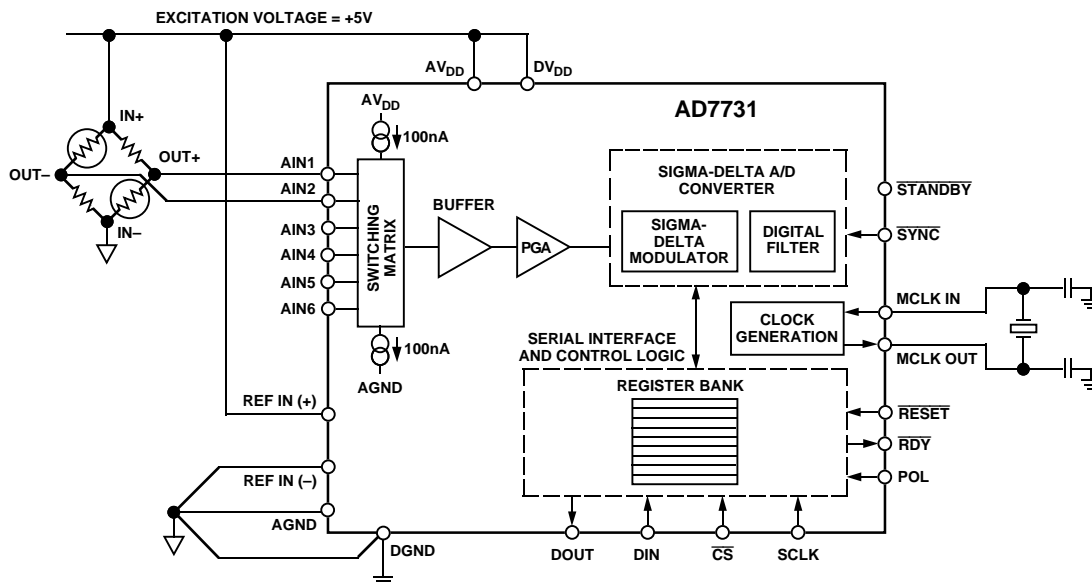 EXCITATION VOLTAGE = +5V
AVDD
DVDD
AD7731
AVDD
100nA
IN+
OUT+
OUT–
IN–
AIN1
AIN2
AIN3
AIN4
AIN5
AIN6
SWITCHING
MATRIX
BUFFER
PGA
SIGMA-DELTA A/D
CONVERTER
SIGMA-
DELTA
MODULATOR
DIGITAL
FILTER
STANDBY
SYNC
MCLK IN
CLOCK
GENERATION
MCLK OUT
100nA
AGND
SERIAL INTERFACE
AND CONTROL LOGIC
REGISTER BANK
REF IN (+)
RESET
RDY
POL
REF IN (–)
AGND
DGND
DOUT
DIN
CS
SCLK